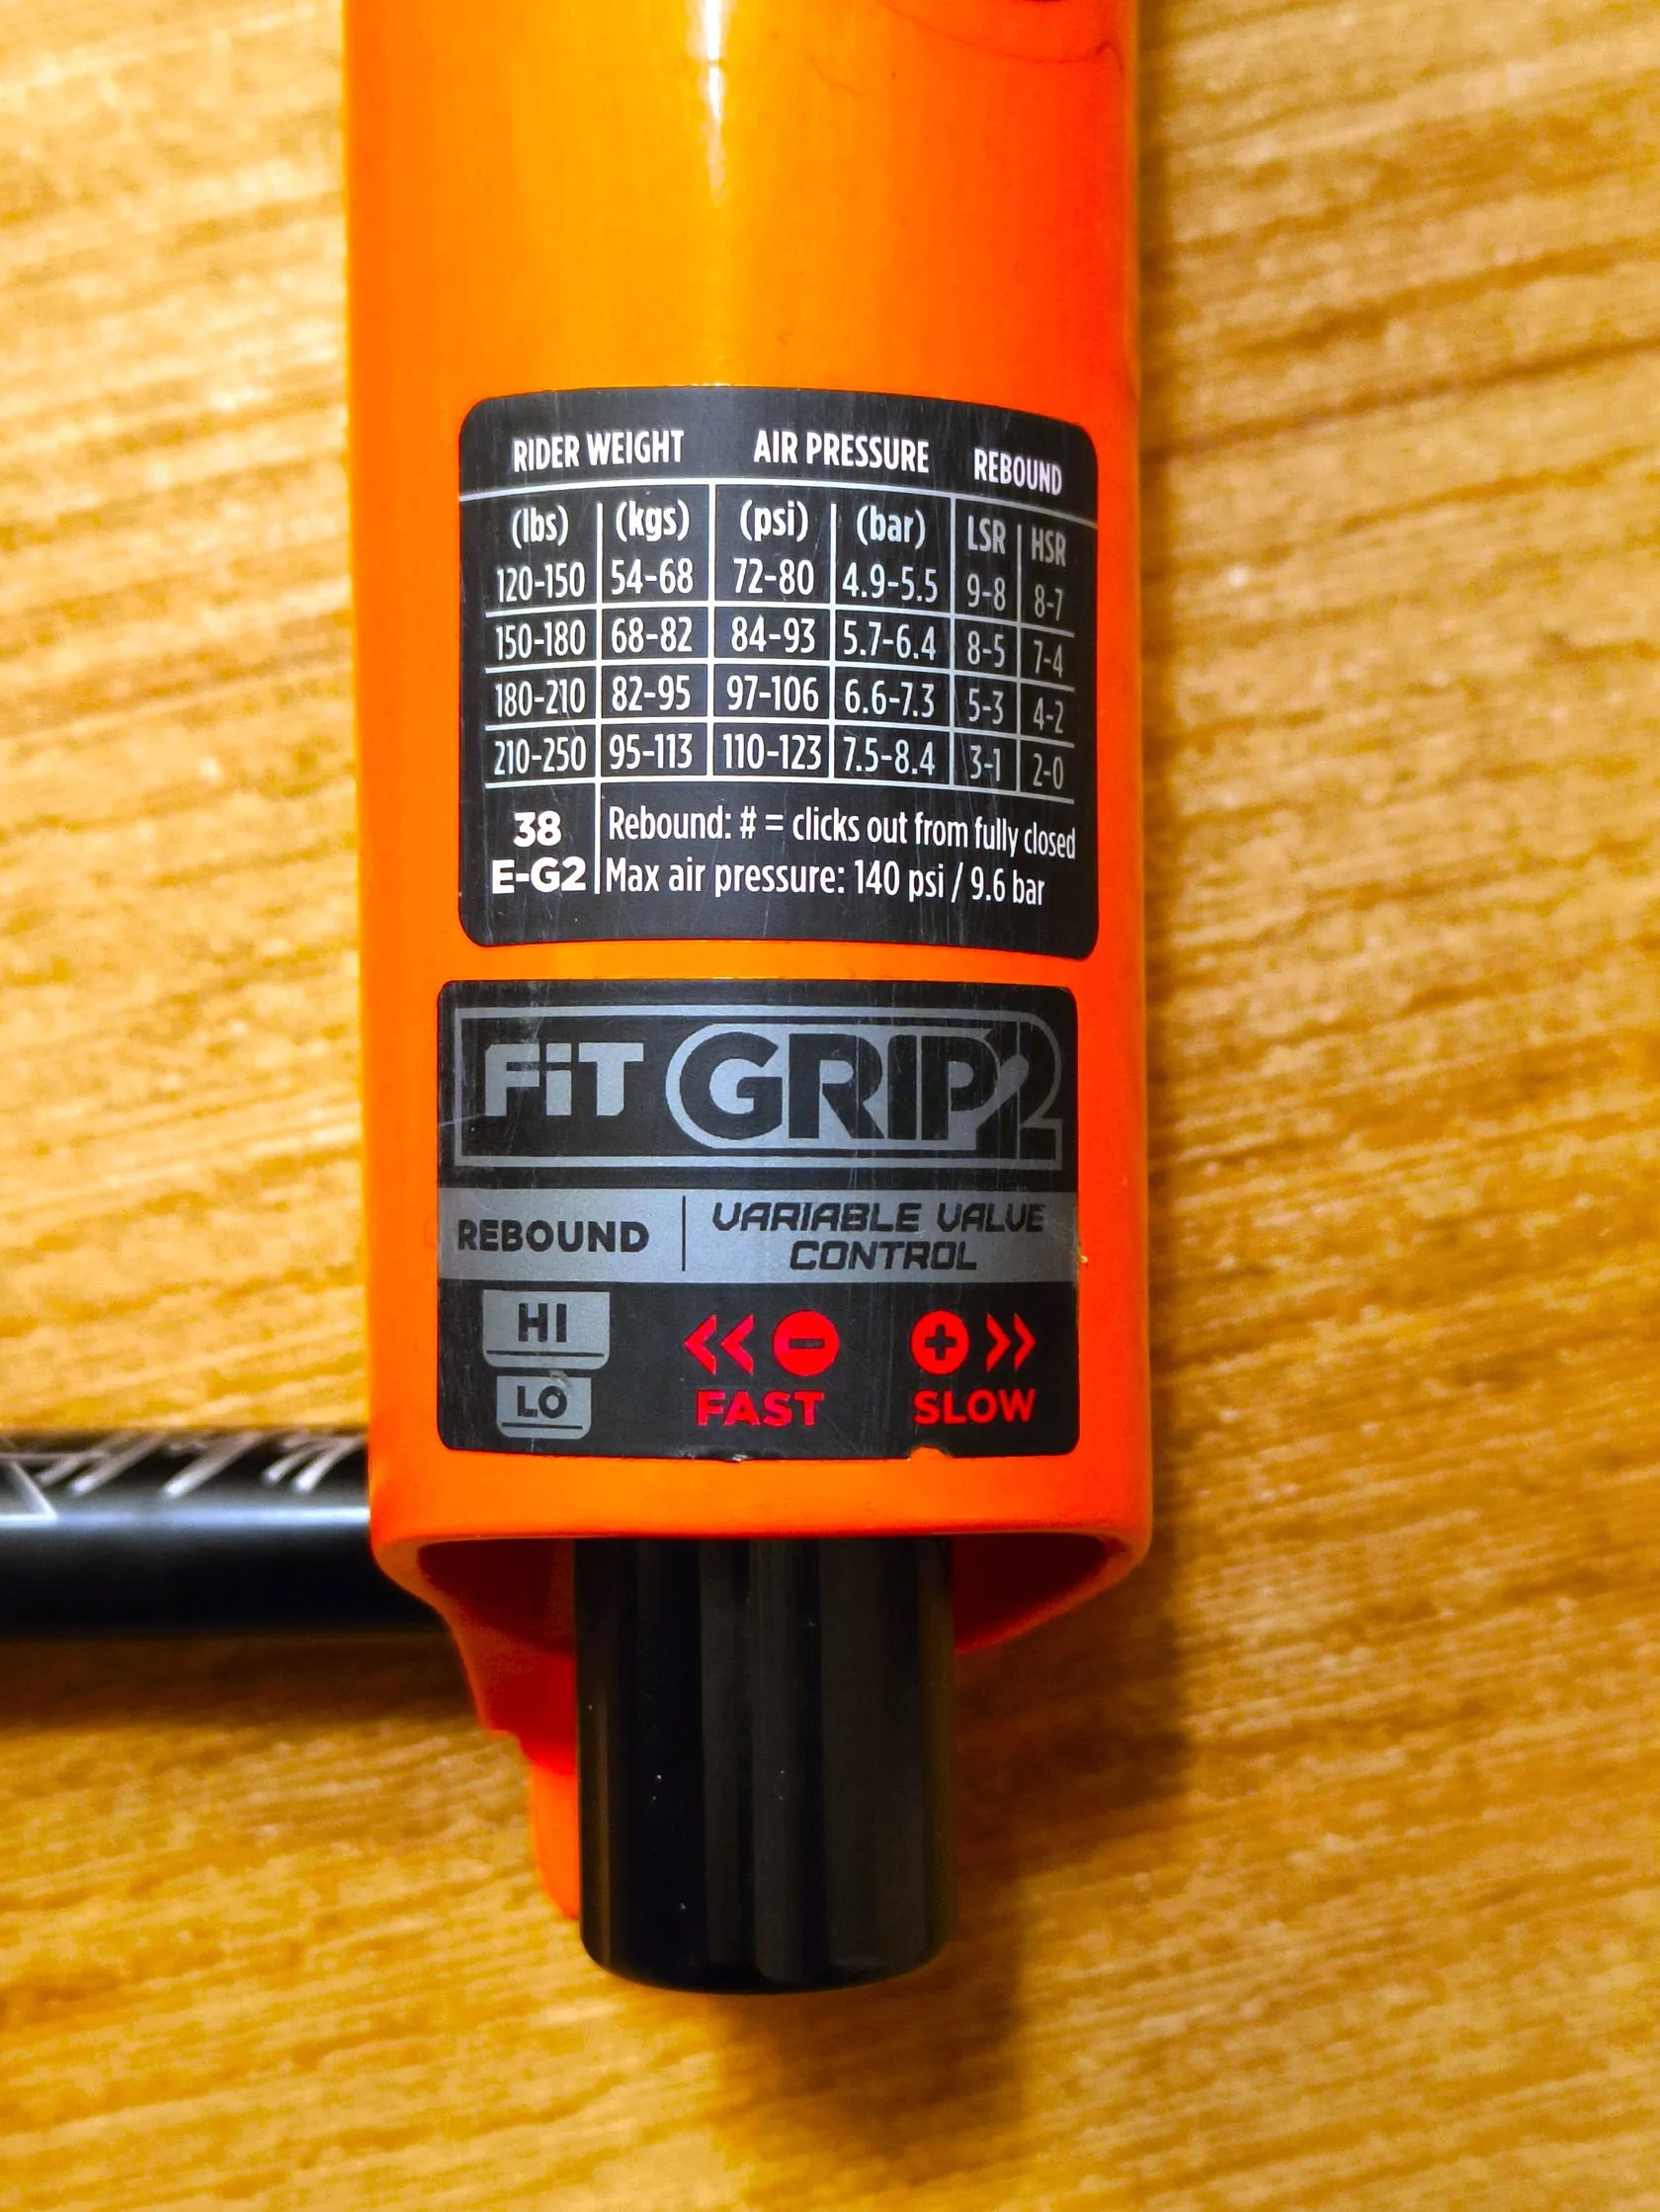 RIDER WEIGHT AIR PRESSURE REBOUND
(lbs) (kgs) (psi) (bar) LSR HSR
120-150 54-68 72-80 4.9-5.5 9-8 8-7
150-180 68-82 84-93 5.7-6.4 8-5 7-4
180-210 82-95 97-106 6.6-7.3 5-3 4-2
210-250 95-113 110-123 7.5-8.4 3-1 2-0
38 Rebound: # = clicks out from fully closed
E-G2 Max air pressure: 140 psi / 9.6 bar
FiT GRIP2
REBOUND VARIABLE VALVE
CONTROL
HI
LO
FAST SLOW